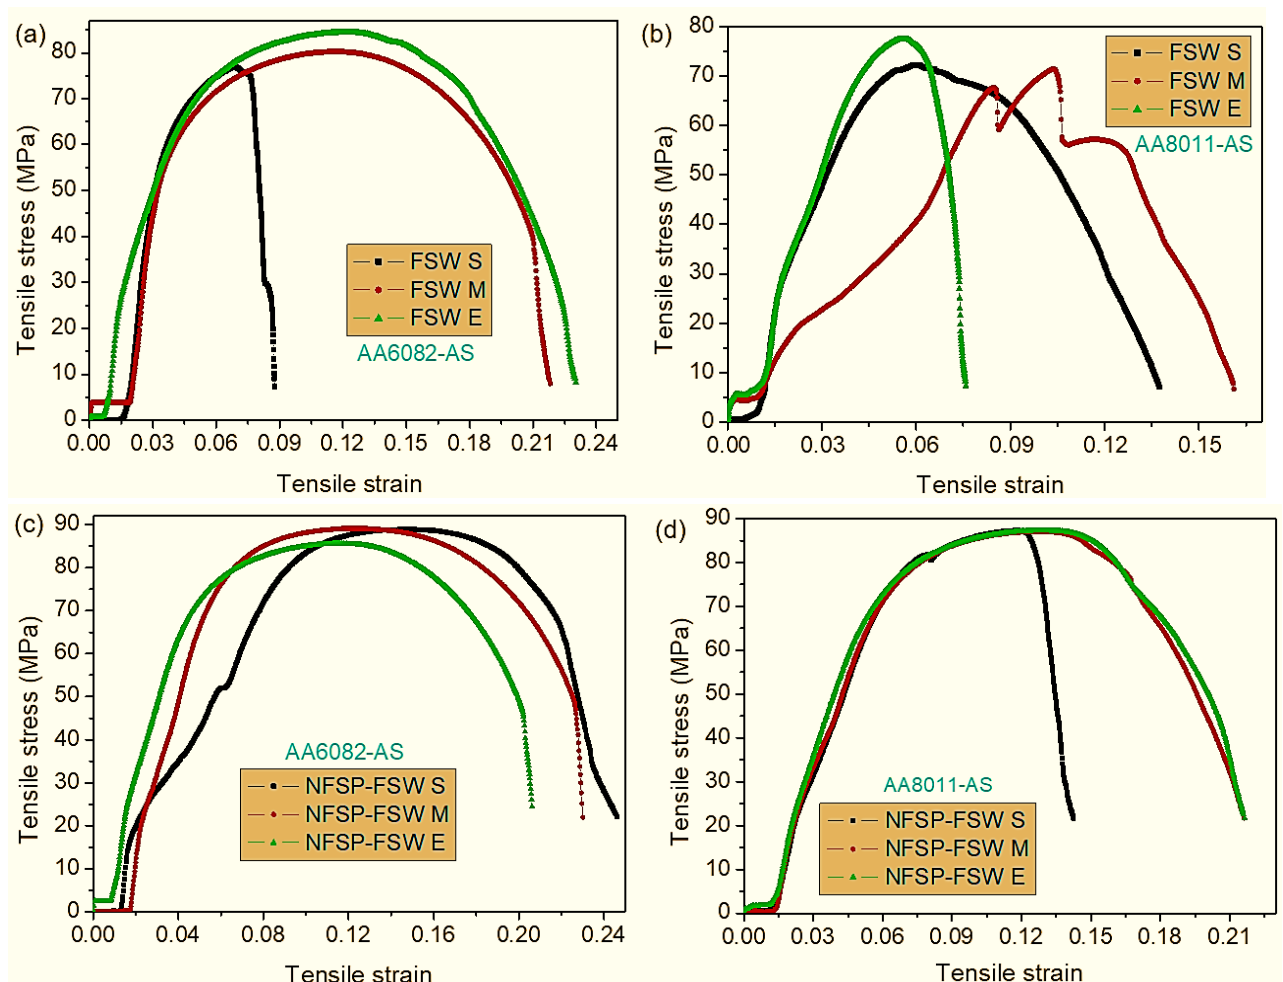 (a)
Tensile stress (MPa)
80
70
60
50
40
30
20
10
0
0.00 0.03 0.06 0.09 0.12 0.15 0.18 0.21 0.24
Tensile strain
FSW S
FSW M
FSW E
AA6082-AS
(b)
Tensile stress (MPa)
80
70
60
50
40
30
20
10
0
0.00 0.03 0.06 0.09 0.12 0.15
Tensile strain
FSW S
FSW M
FSW E
AA8011-AS
(c)
Tensile stress (MPa)
90
80
70
60
50
40
30
20
10
0
0.00 0.04 0.08 0.12 0.16 0.20 0.24
Tensile strain
AA6082-AS
NFSP-FSW S
NFSP-FSW M
NFSP-FSW E
(d)
Tensile stress (MPa)
90
80
70
60
50
40
30
20
10
0
0.00 0.03 0.06 0.09 0.12 0.15 0.18 0.21
Tensile strain
AA8011-AS
NFSP-FSW S
NFSP-FSW M
NFSP-FSW E